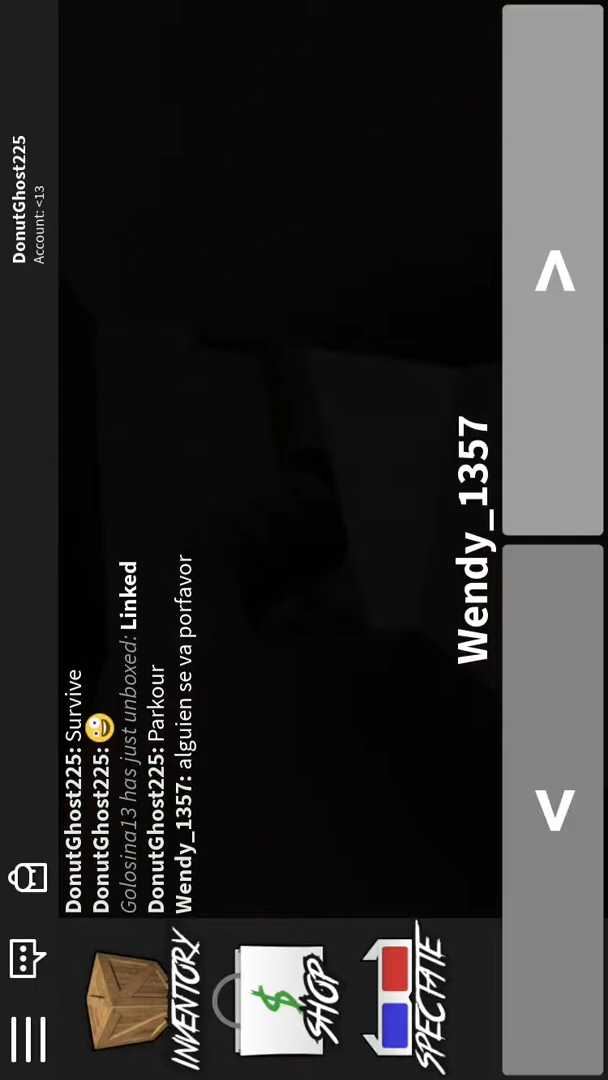 DonutGhost225
Account: <13
DonutGhost225: Survive
DonutGhost225: 😀
Golosina13 has just unboxed: Linked
DonutGhost225: Parkour
Wendy_1357: alguien se va porfavor
INVENTORY
$
SHOP
SPECTATE
Wendy_1357
< >